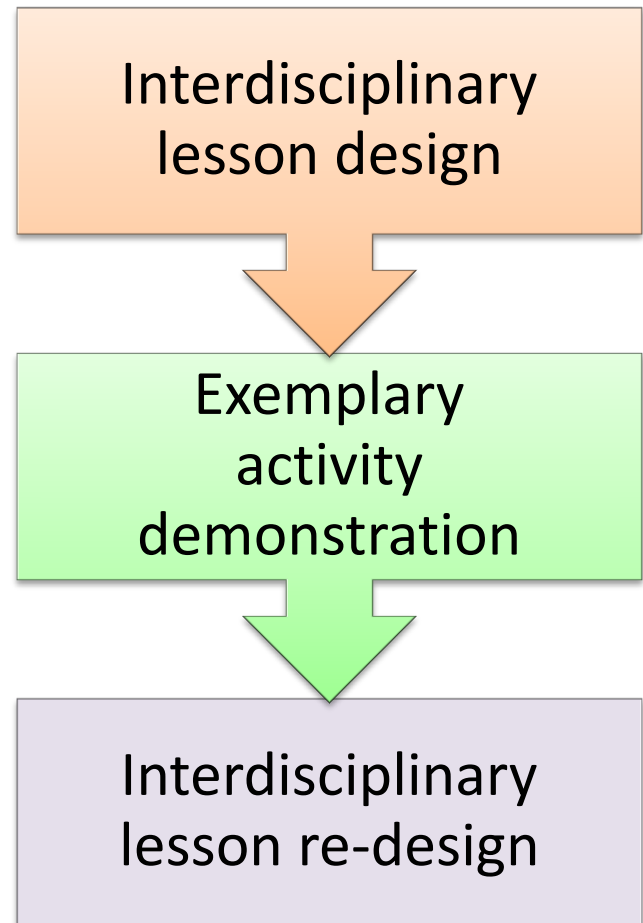 Interdisciplinary
lesson design
Exemplary
activity
demonstration
Interdisciplinary
lesson re-design